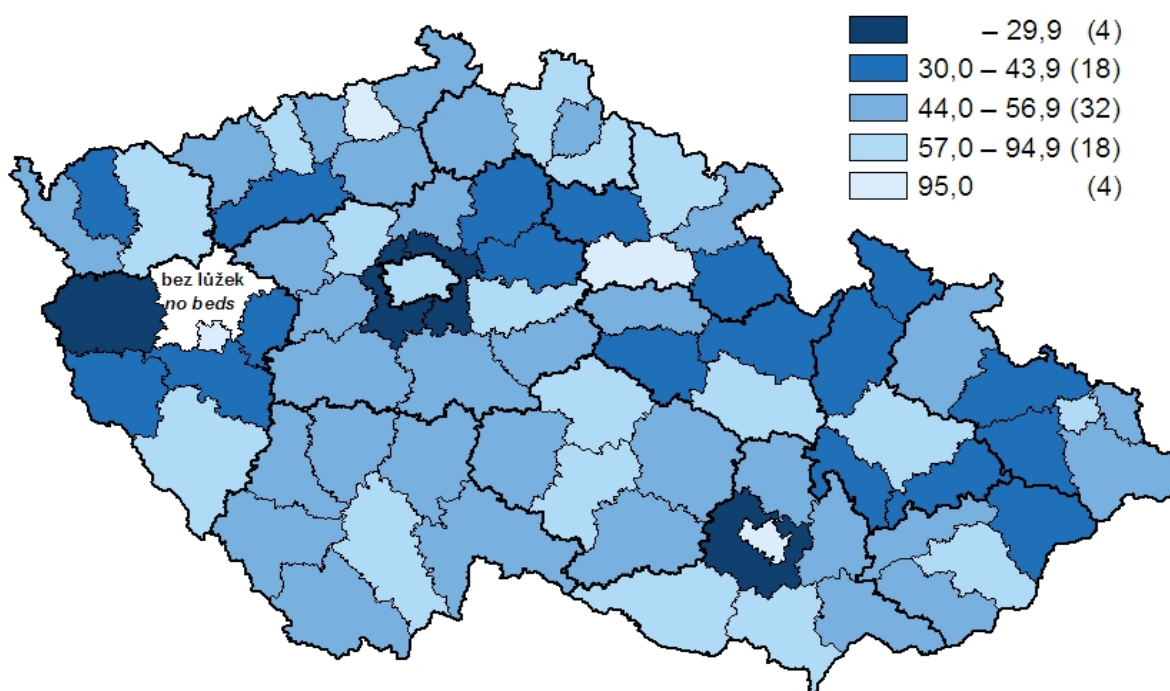 – 29,9 (4)
30,0 – 43,9 (18)
44,0 – 56,9 (32)
57,0 – 94,9 (18)
95,0 (4)
bez lůžek
no beds